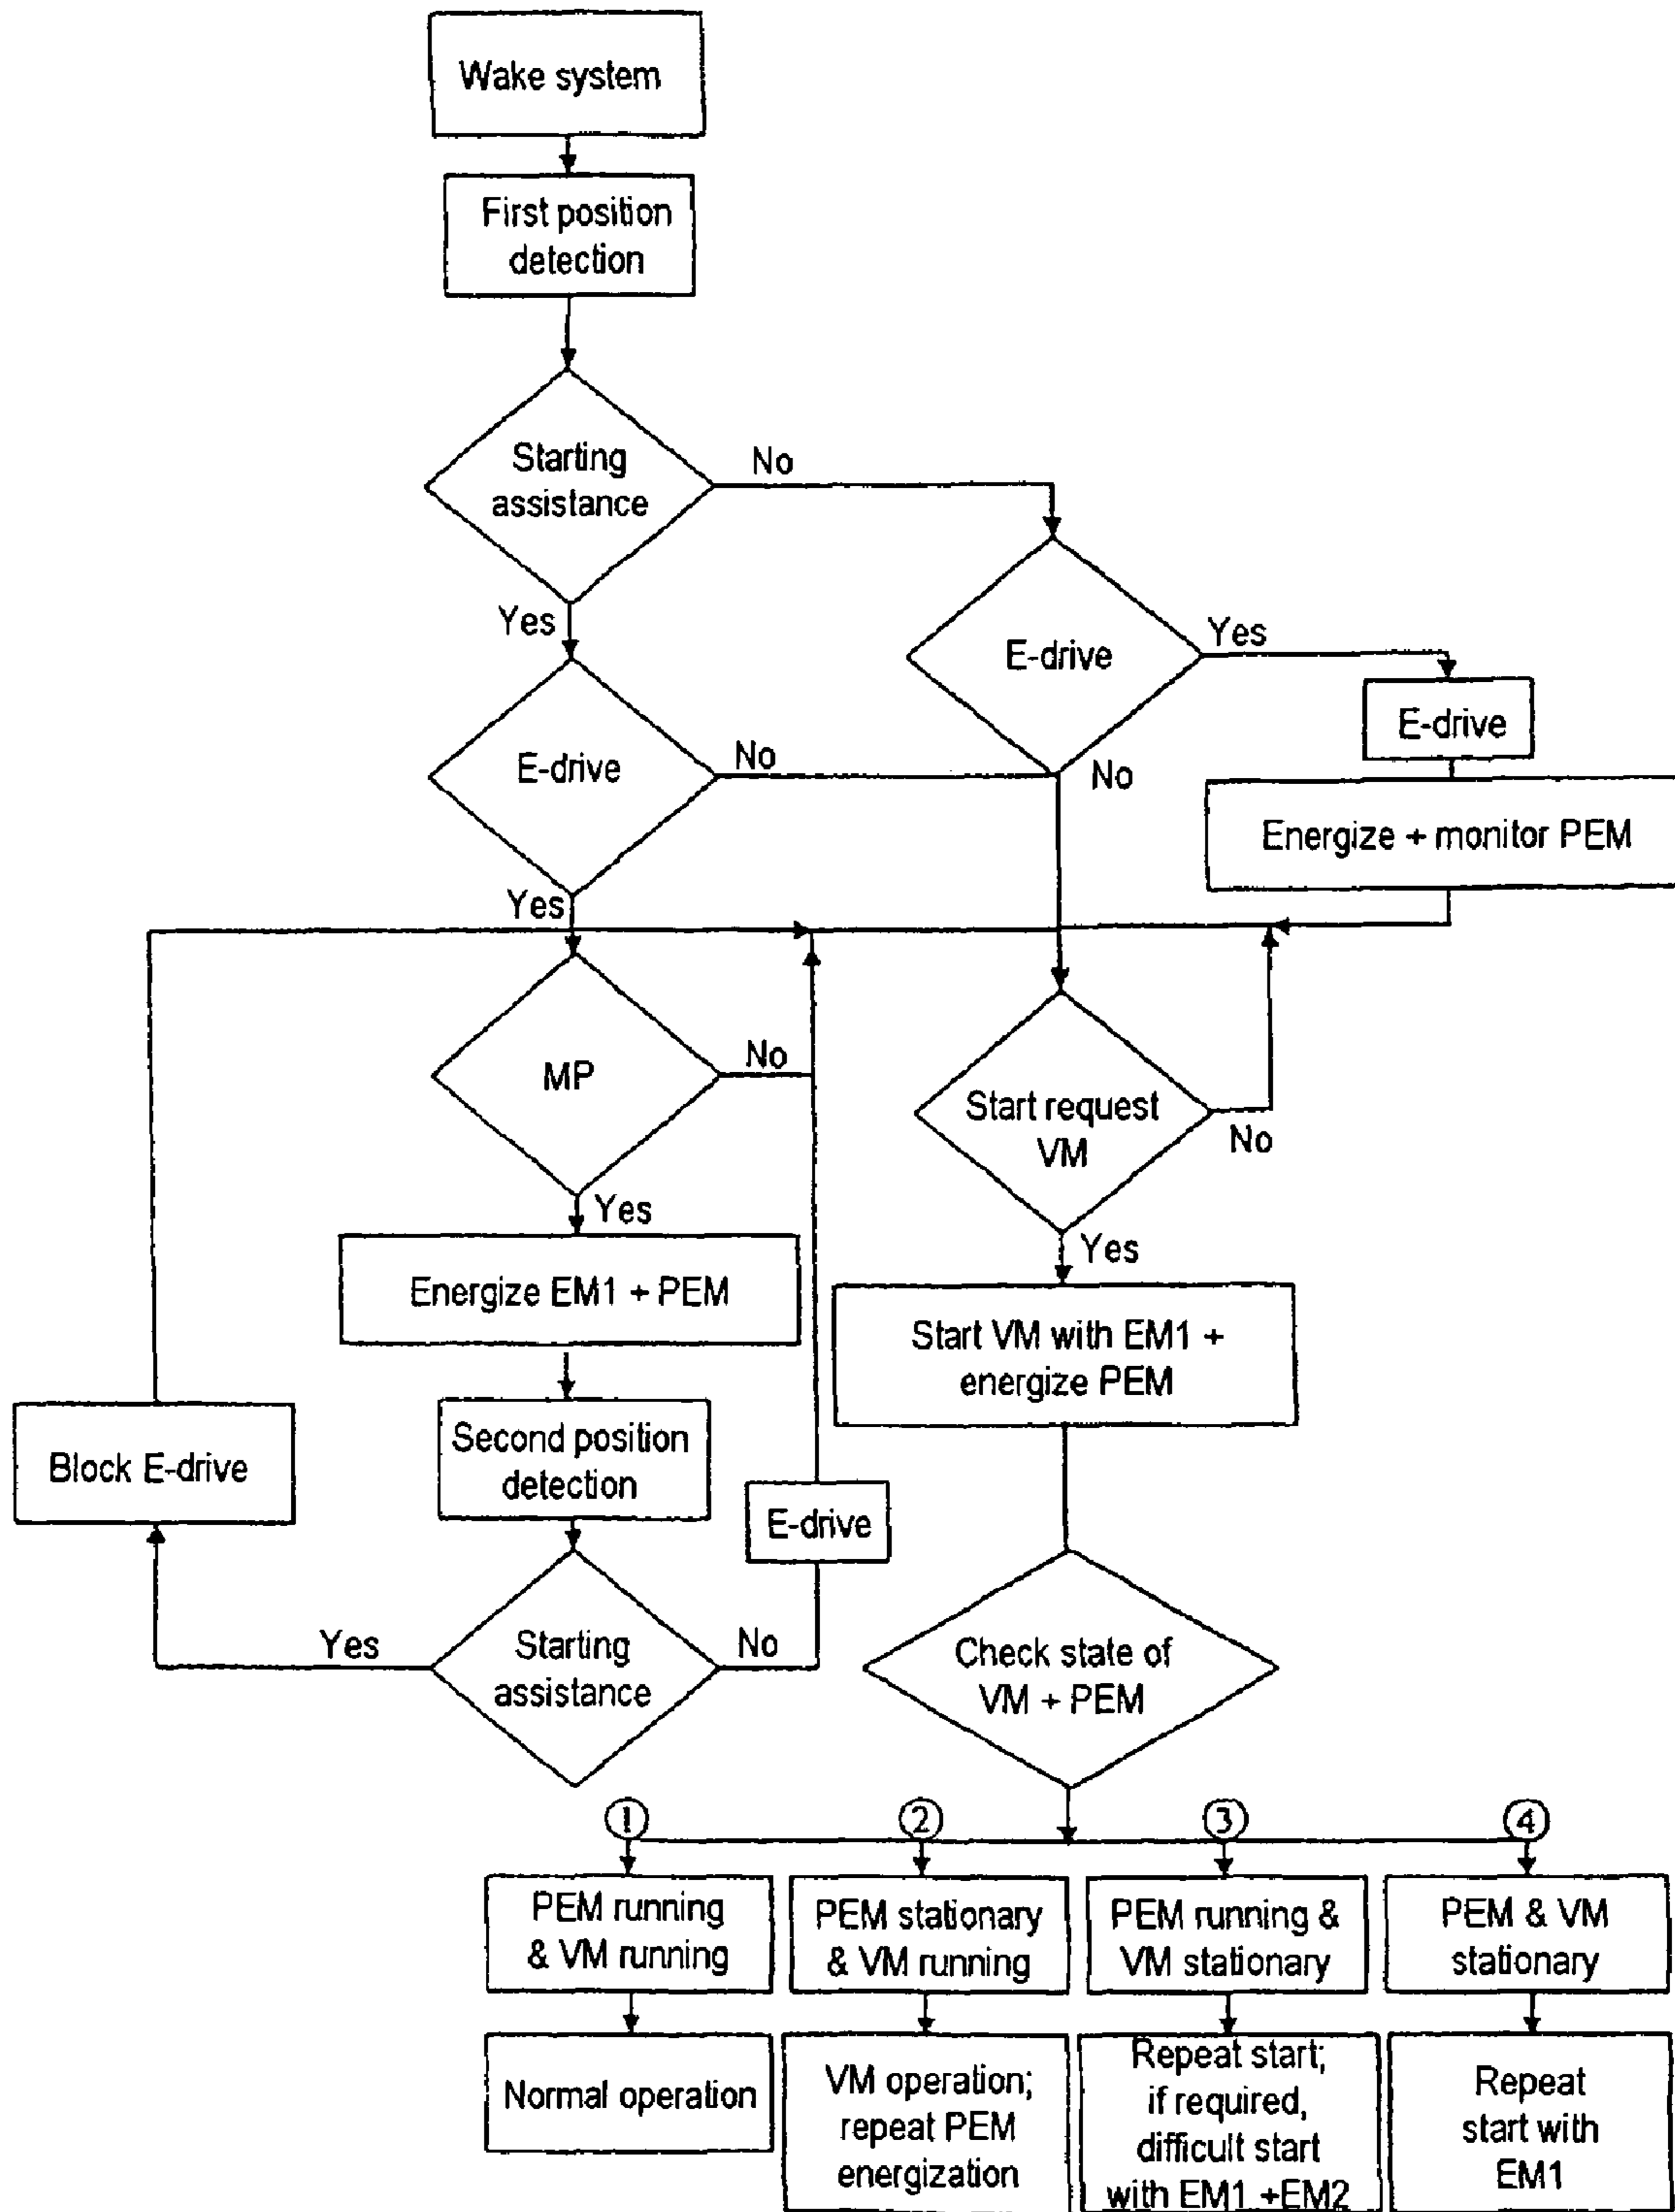 Wake system
First position
detection
Starting
assistance
No
Yes
E-drive
Yes
E-drive
E-drive
No
No
Energize + monitor PEM
Yes
MP
No
Start request
VM
No
Yes
Energize EM1 + PEM
Yes
Start VM with EM1 +
energize PEM
Block E-drive
Second position
detection
E-drive
Yes
Starting
assistance
No
Check state of
VM + PEM
1
2
3
4
PEM running
& VM running
PEM stationary
& VM running
PEM running &
VM stationary
PEM & VM
stationary
Normal operation
VM operation;
repeat PEM
energization
Repeat start;
if required,
difficult start
with EM1 +EM2
Repeat
start with
EM1